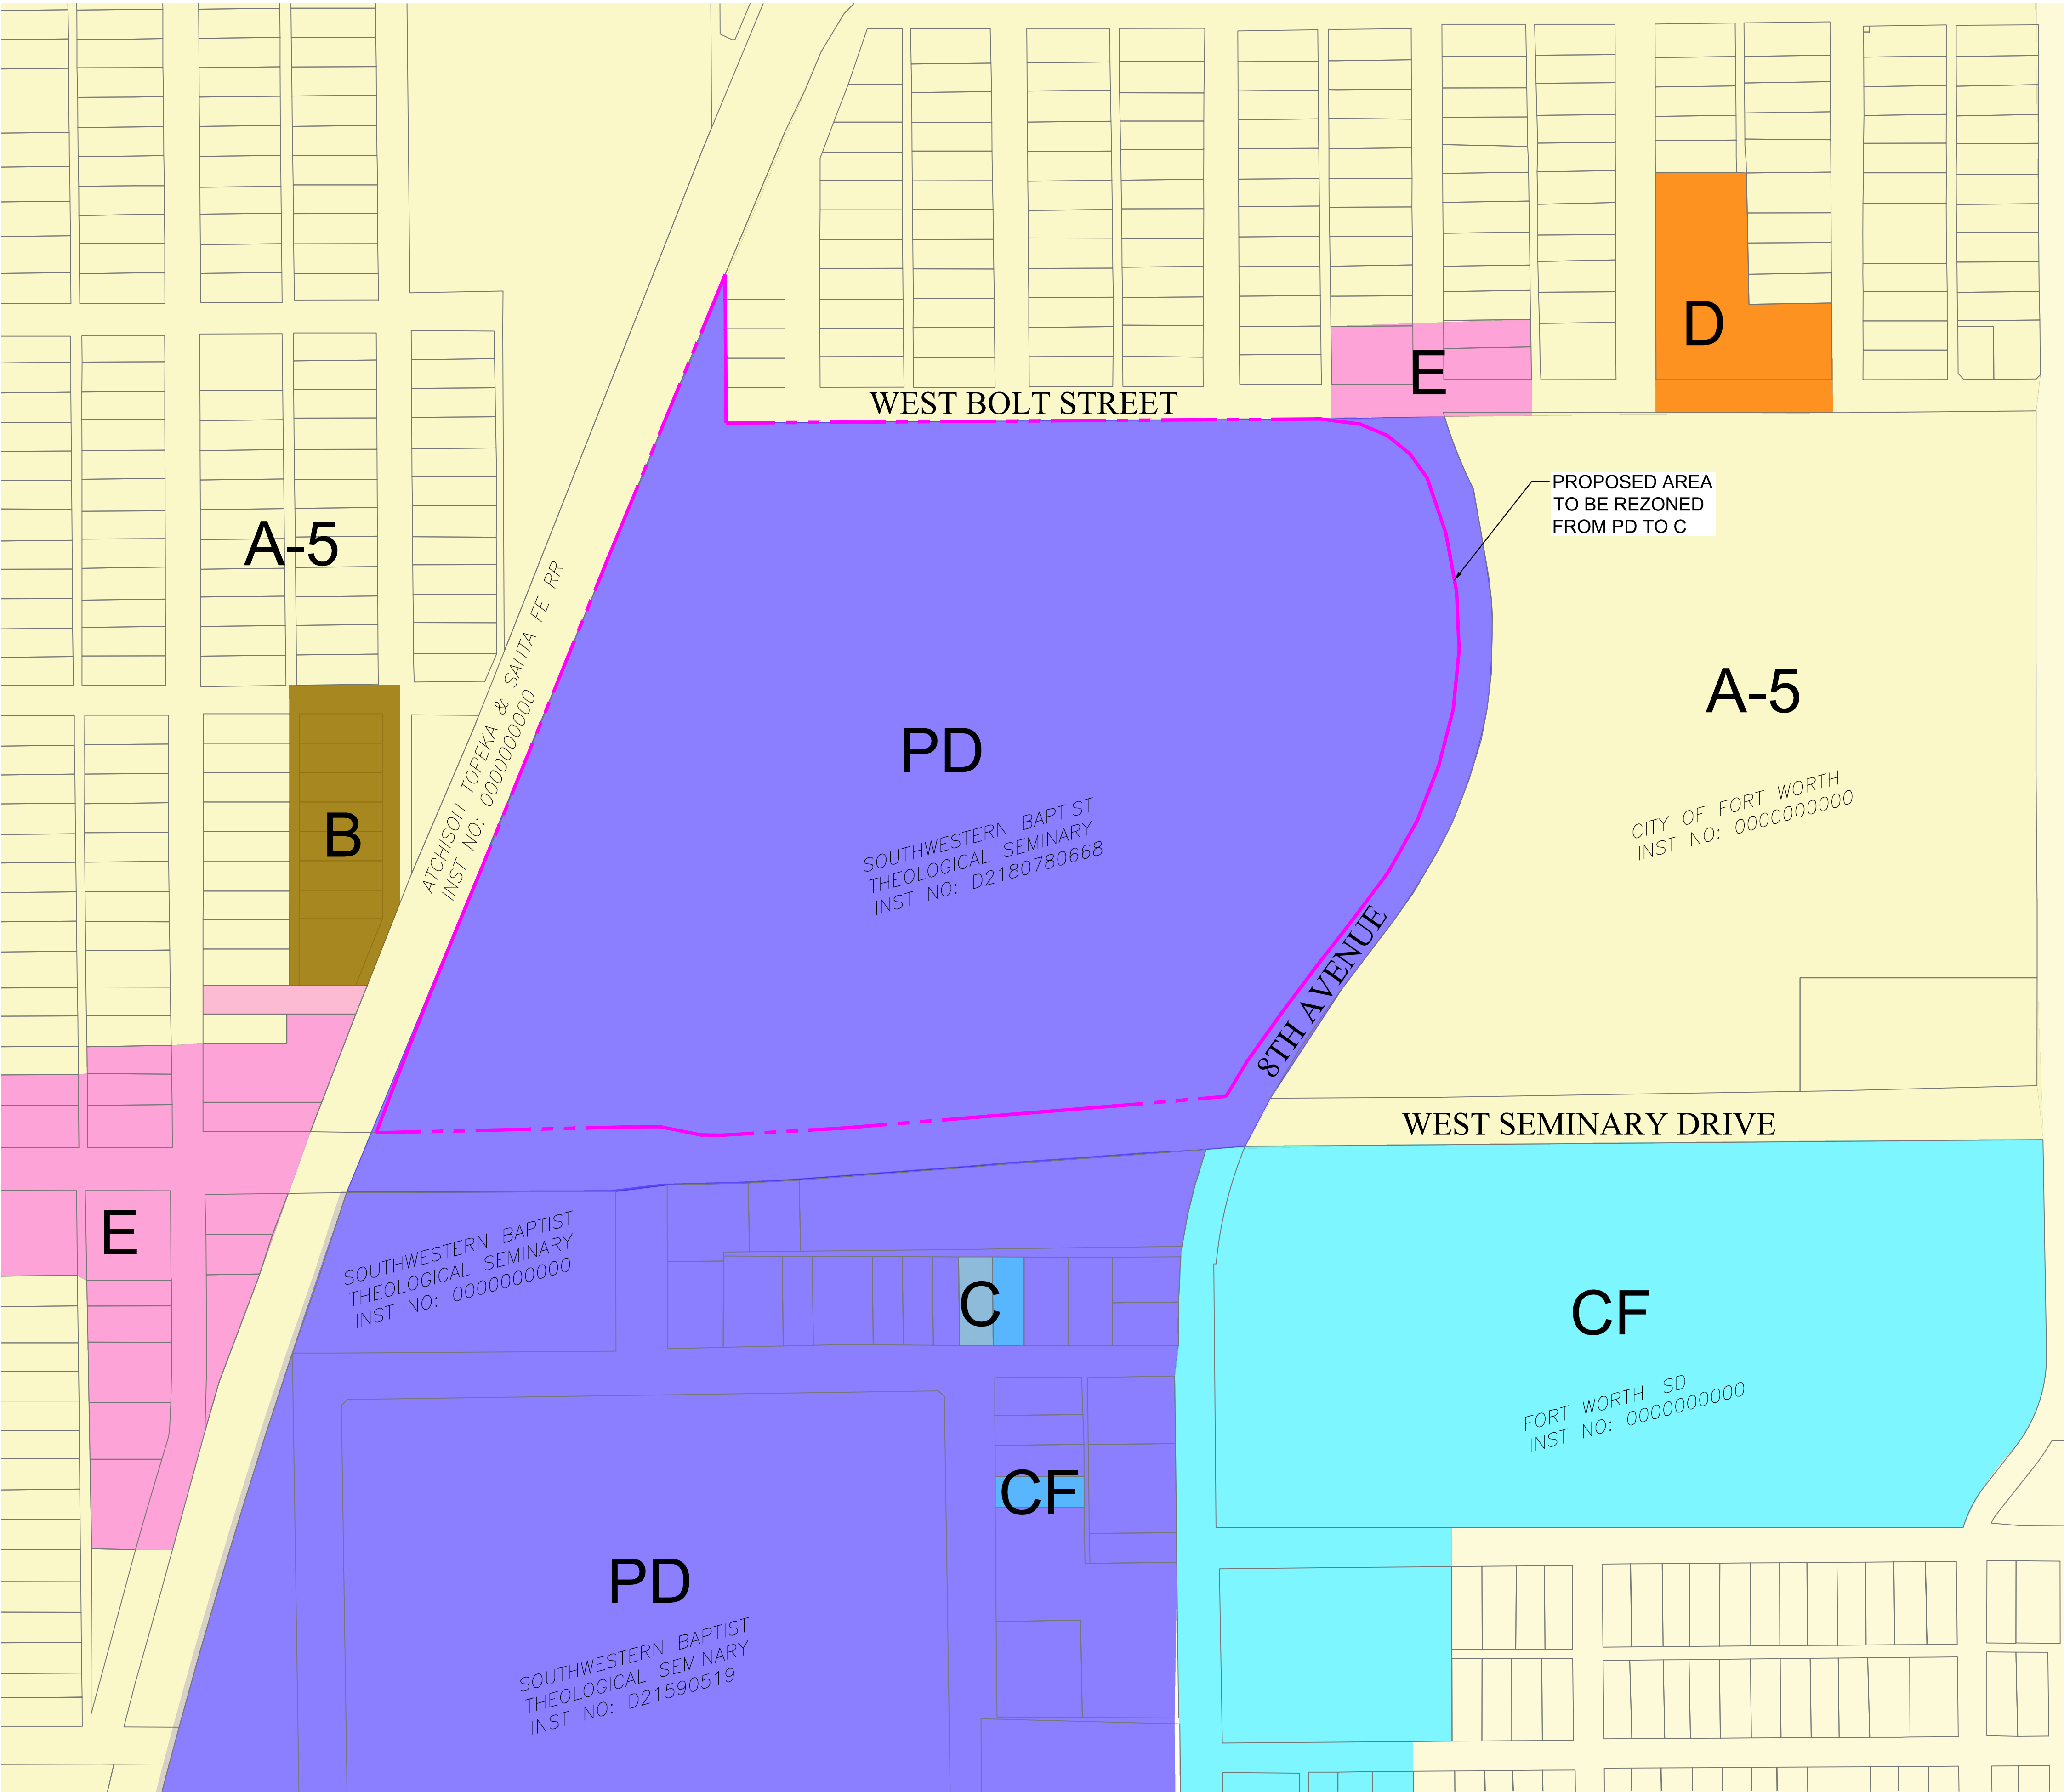 WEST BOLT STREET
E
D
PROPOSED AREA
TO BE REZONED
FROM PD TO C
A-5
ATCHISON TOPEKA & SANTA FE RR
INST NO: 0000000000
PD
SOUTHWESTERN BAPTIST
THEOLOGICAL SEMINARY
INST NO: D2180780668
A-5
CITY OF FORT WORTH
INST NO: 0000000000
B
8TH AVENUE
WEST SEMINARY DRIVE
E
SOUTHWESTERN BAPTIST
THEOLOGICAL SEMINARY
INST NO: 0000000000
C
CF
FORT WORTH ISD
INST NO: 0000000000
CF
PD
SOUTHWESTERN BAPTIST
THEOLOGICAL SEMINARY
INST NO: D21590519